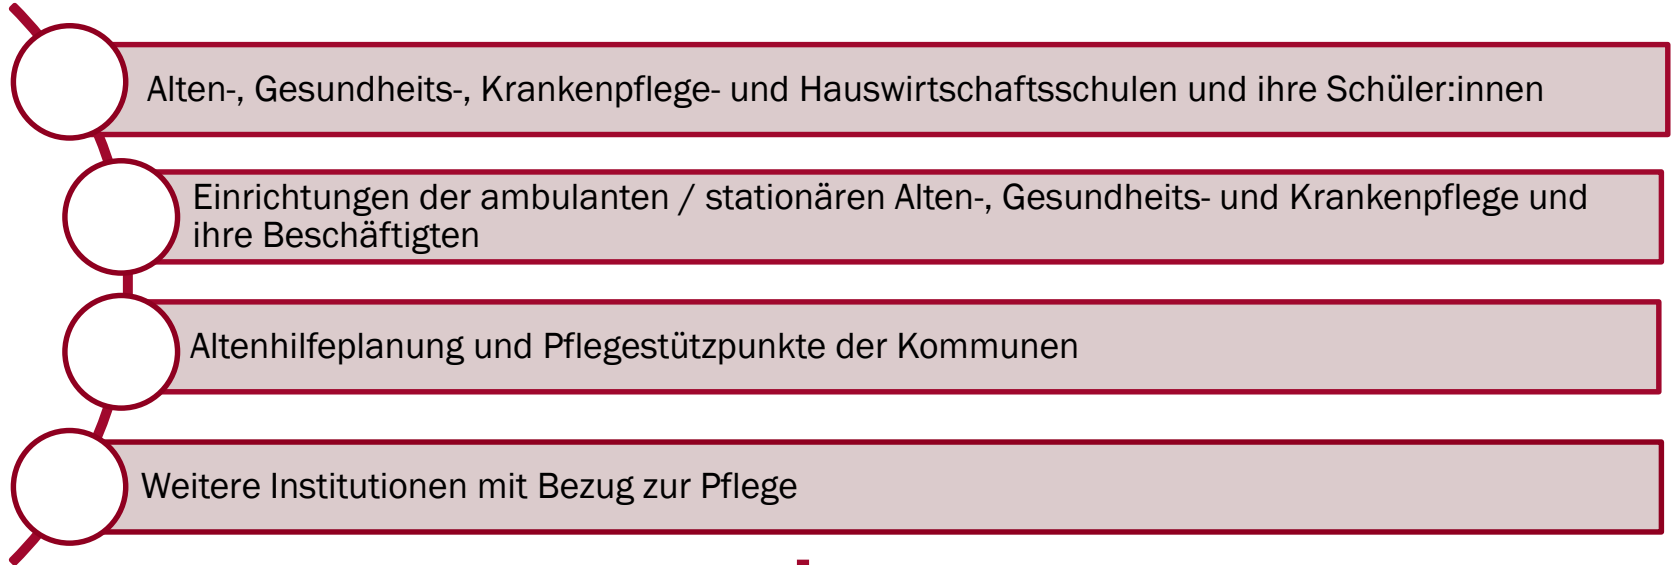 Alten-, Gesundheits-, Krankenpflege- und Hauswirtschaftsschulen und ihre Schüler:innen
Einrichtungen der ambulanten / stationären Alten-, Gesundheits- und Krankenpflege und
ihre Beschäftigten
Altenhilfeplanung und Pflegestützpunkte der Kommunen
Weitere Institutionen mit Bezug zur Pflege